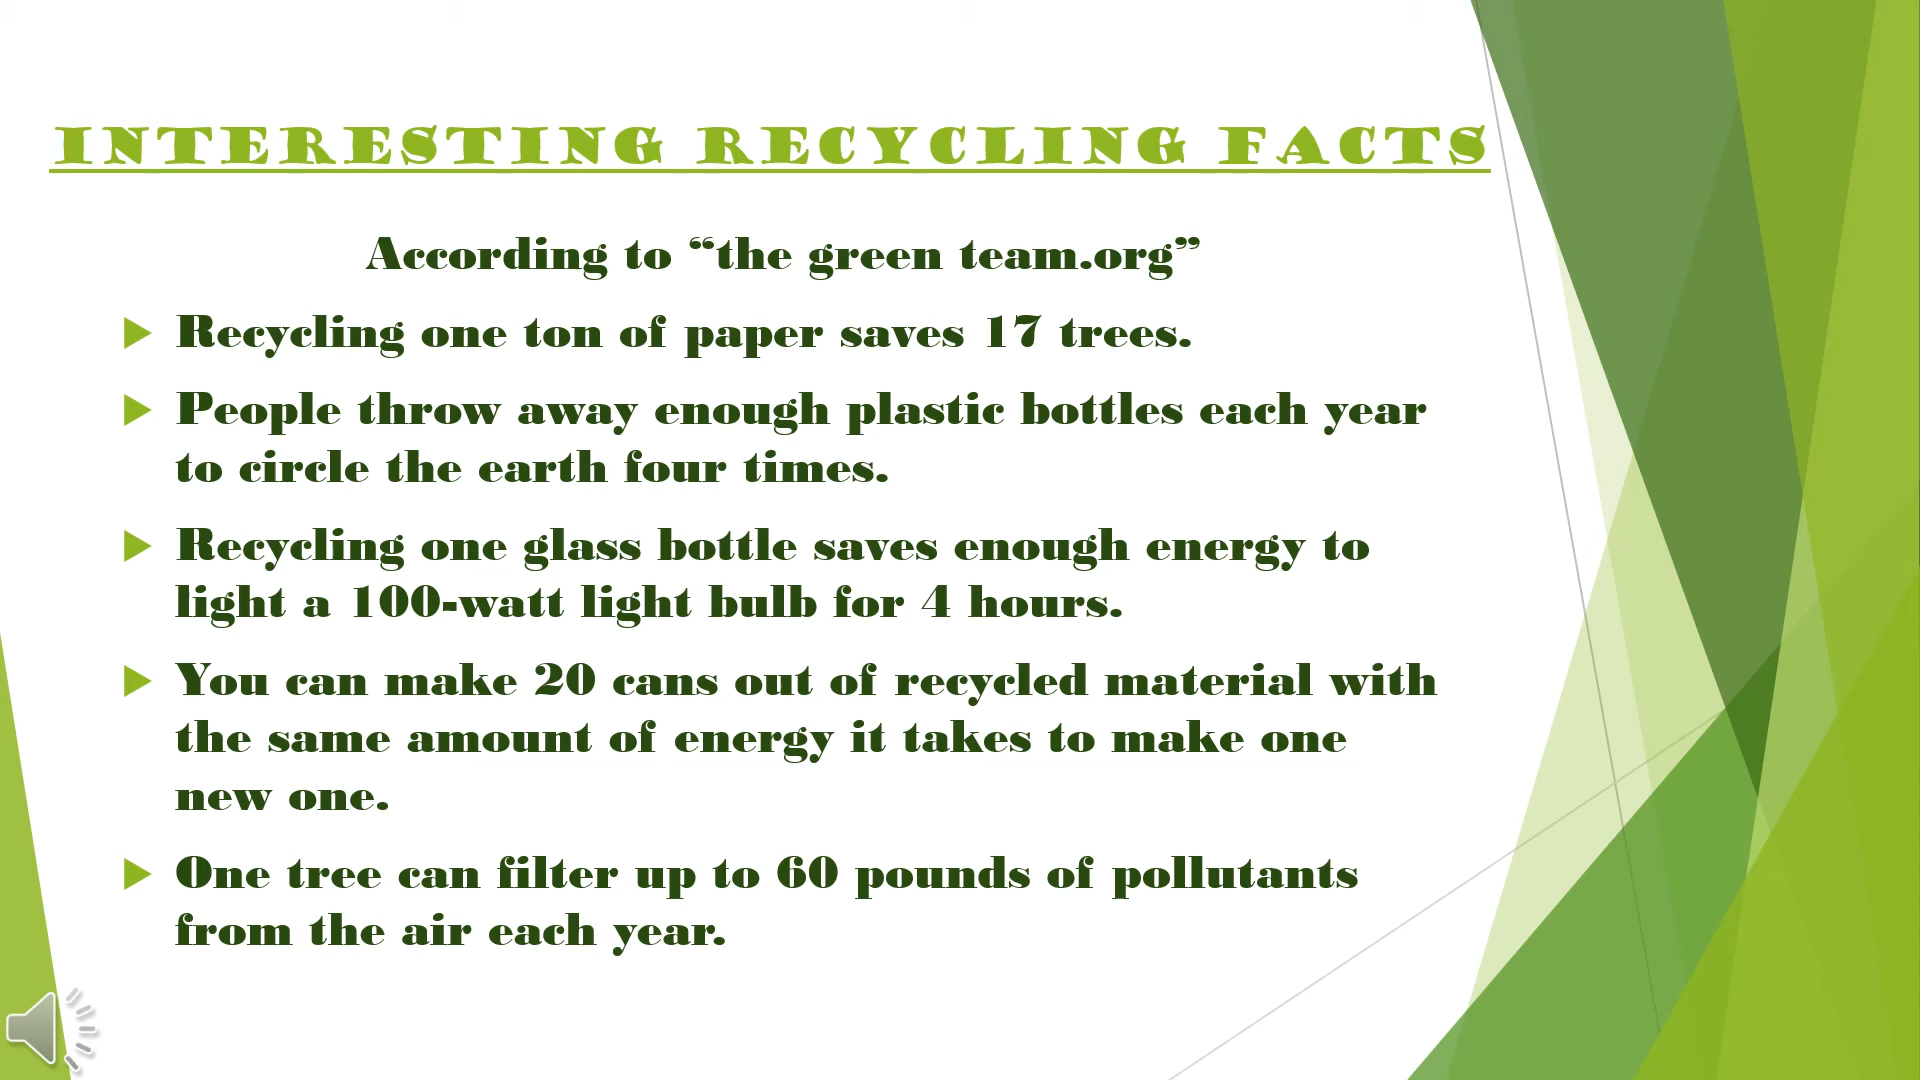 INTERESTING RECYCLING FACTS
According to “the green team.org”
Recycling one ton of paper saves 17 trees.
People throw away enough plastic bottles each year
to circle the earth four times.
Recycling one glass bottle saves enough energy to
light a 100-watt light bulb for 4 hours.
You can make 20 cans out of recycled material with
the same amount of energy it takes to make one
new one.
One tree can filter up to 60 pounds of pollutants
from the air each year.